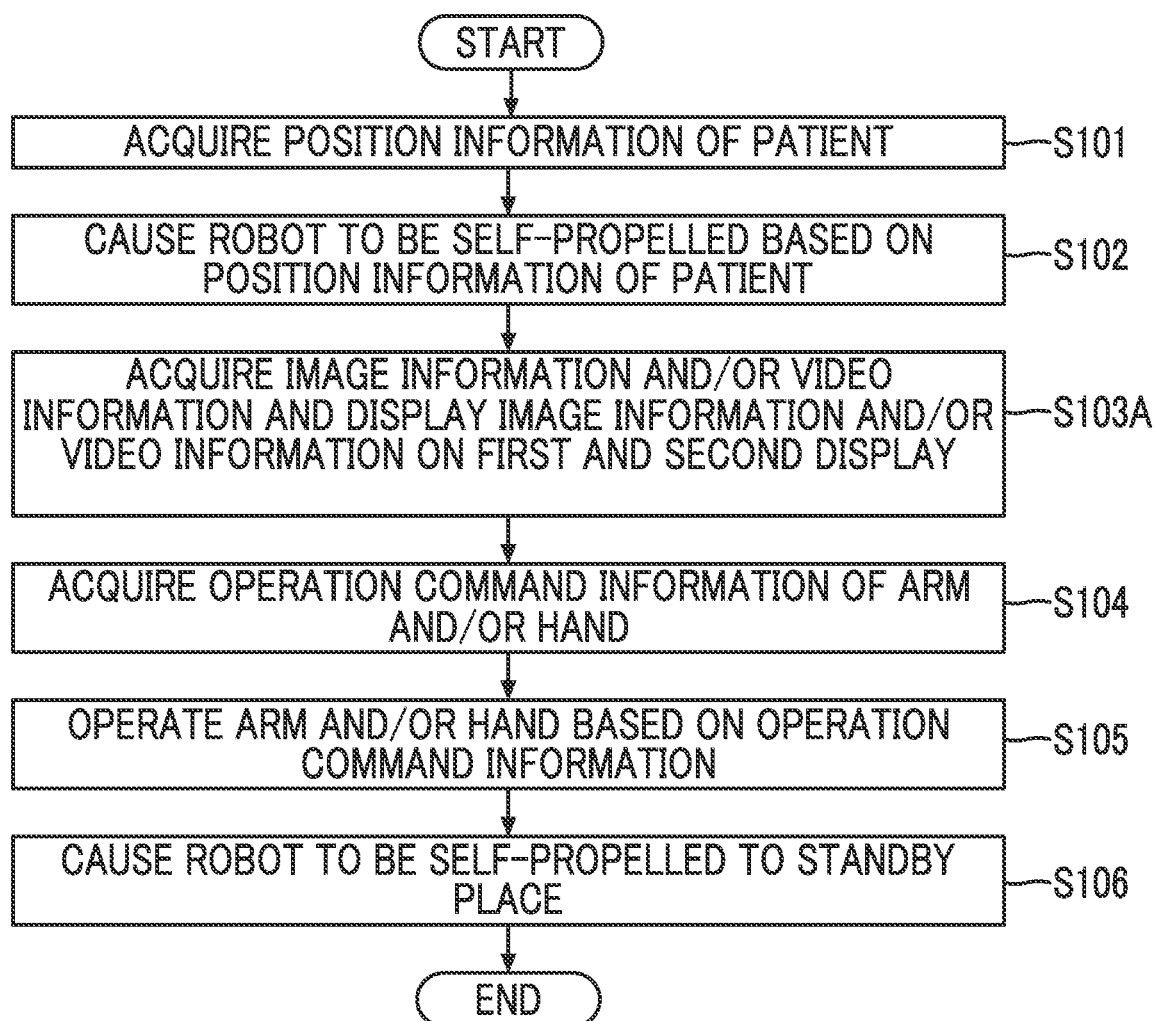 START
ACQUIRE POSITION INFORMATION OF PATIENT
S101
CAUSE ROBOT TO BE SELF-PROPELLED BASED ON
POSITION INFORMATION OF PATIENT
S102
ACQUIRE IMAGE INFORMATION AND/OR VIDEO
INFORMATION AND DISPLAY IMAGE INFORMATION AND/OR
VIDEO INFORMATION ON FIRST AND SECOND DISPLAY
S103A
ACQUIRE OPERATION COMMAND INFORMATION OF ARM
AND/OR HAND
S104
OPERATE ARM AND/OR HAND BASED ON OPERATION
COMMAND INFORMATION
S105
CAUSE ROBOT TO BE SELF-PROPELLED TO STANDBY
PLACE
S106
END